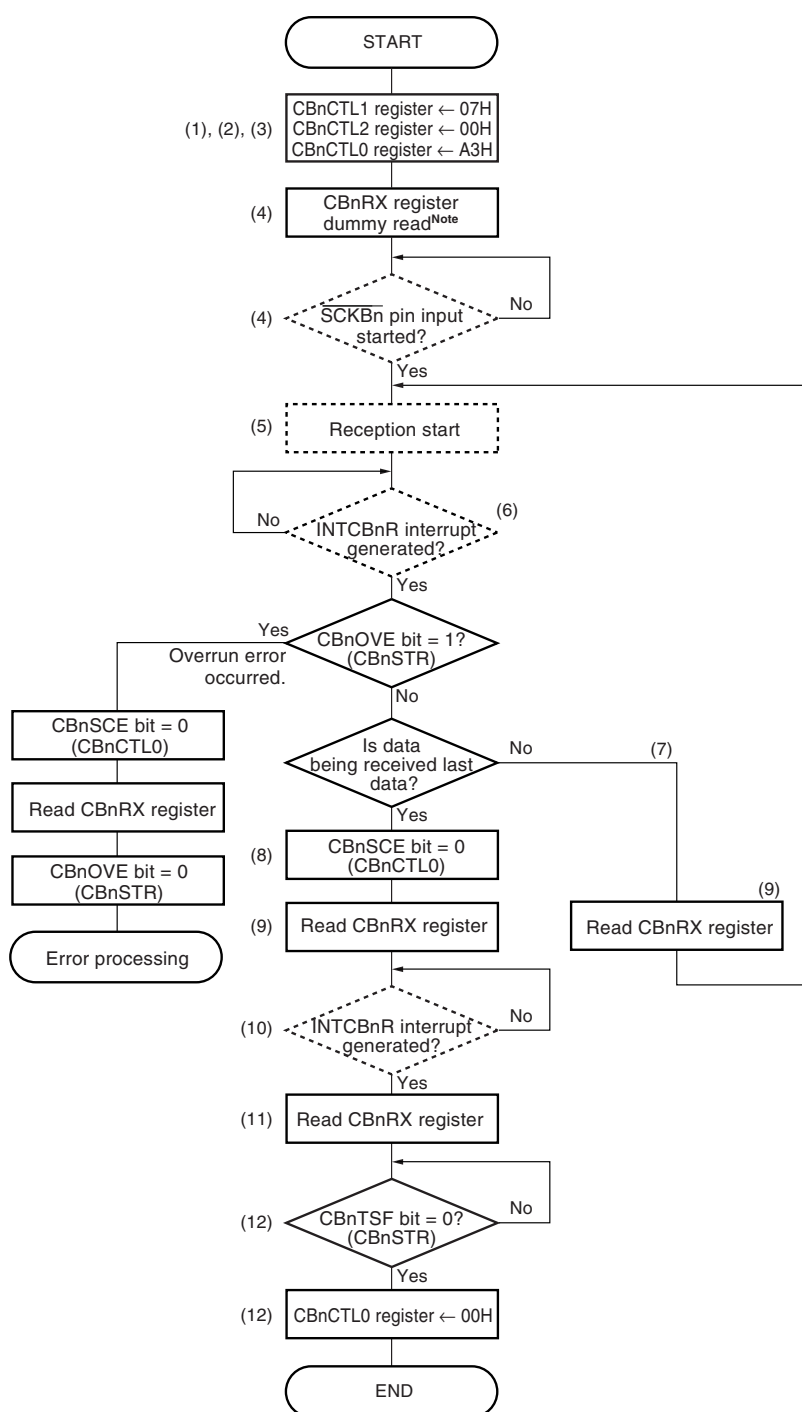 START
(1), (2), (3)
CBnCTL1 register ← 07H
CBnCTL2 register ← 00H
CBnCTL0 register ← A3H
(4)
CBnRX register
dummy readNote
(4)
SCKBn pin input
started?
No
Yes
(5)
Reception start
(6)
INTCBnR interrupt
generated?
No
Yes
CBnOVE bit = 1?
(CBnSTR)
Yes
Overrun error
occurred.
No
CBnSCE bit = 0
(CBnCTL0)
Read CBnRX register
CBnOVE bit = 0
(CBnSTR)
Error processing
Is data
being received last
data?
No
(7)
Yes
(8)
CBnSCE bit = 0
(CBnCTL0)
(9)
Read CBnRX register
(9)
Read CBnRX register
(10)
INTCBnR interrupt
generated?
No
Yes
(11)
Read CBnRX register
(12)
CBnTSF bit = 0?
(CBnSTR)
No
Yes
(12)
CBnCTL0 register ← 00H
END